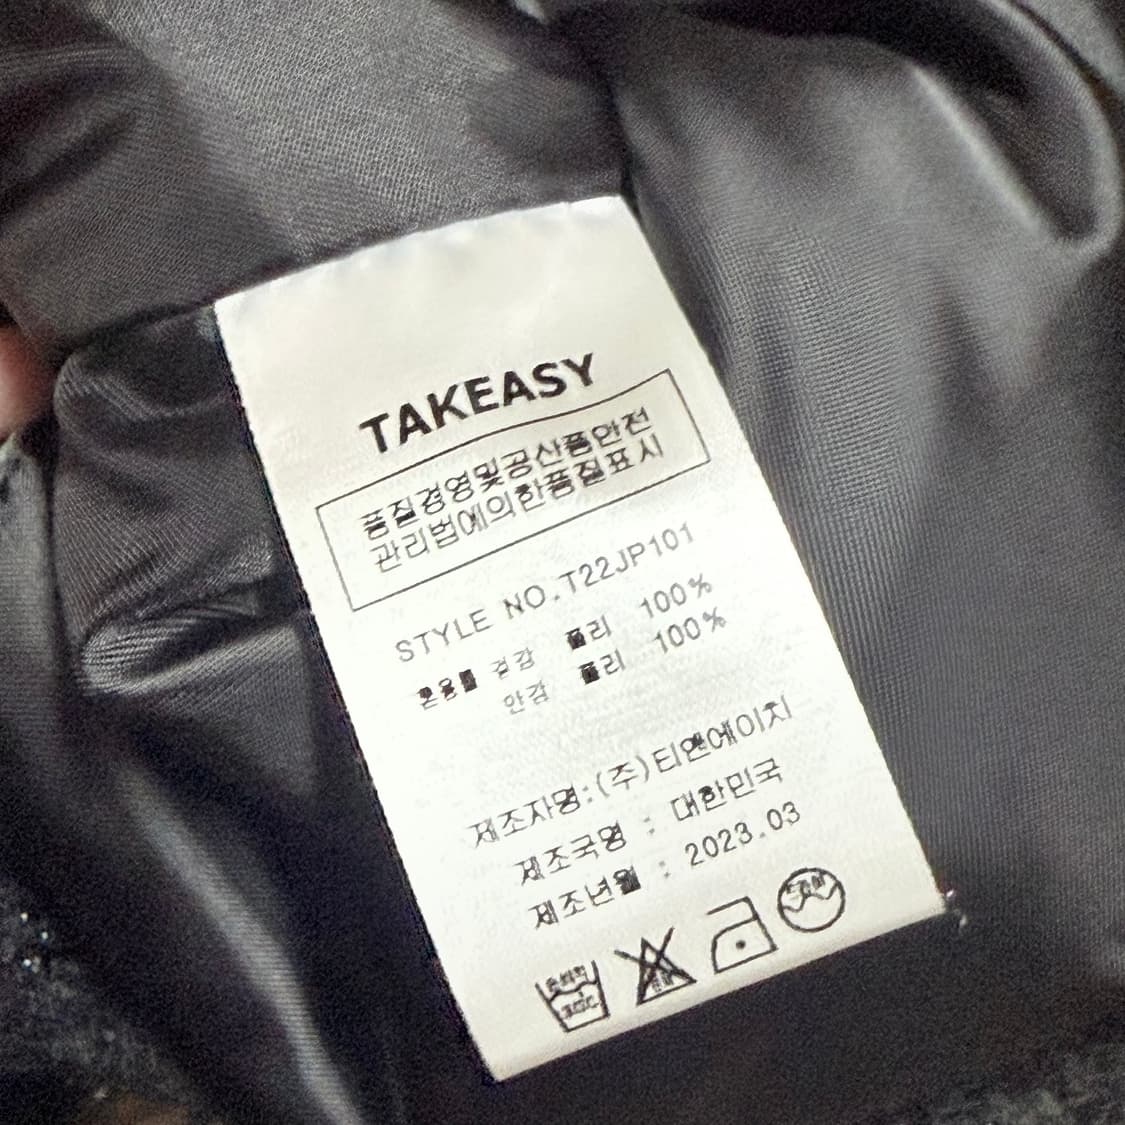 TAKEASY
품질경영및공산품안전
관리법에의한품질표시
STYLE NO.T22JP101
혼용률 겉감 폴리 100%
안감 폴리 100%
제조자명:(주)티앤에이치
제조국명 : 대한민국
제조년월 : 2023.03